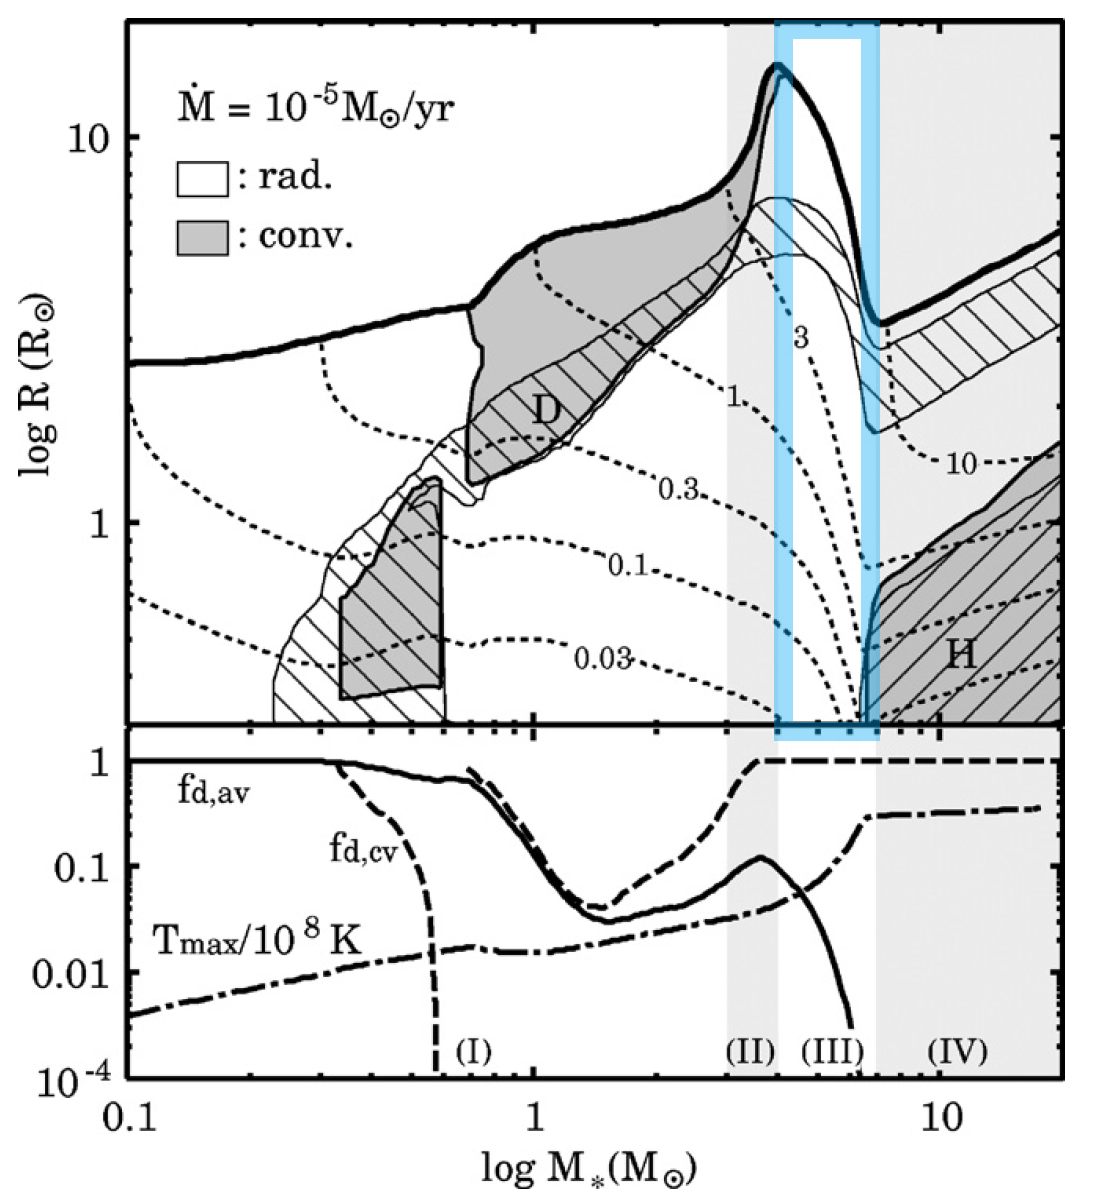 Ṁ = 10⁻⁵M⊙/yr
: rad.
: conv.
10
1
log R (R⊙)
D
H
3
1
0.3
0.1
0.03
10
1
0.1
0.01
10⁻⁴
fd,av
fd,cv
Tmax/10⁸ K
(I)
(II)
(III)
(IV)
0.1
1
10
log M*(M⊙)